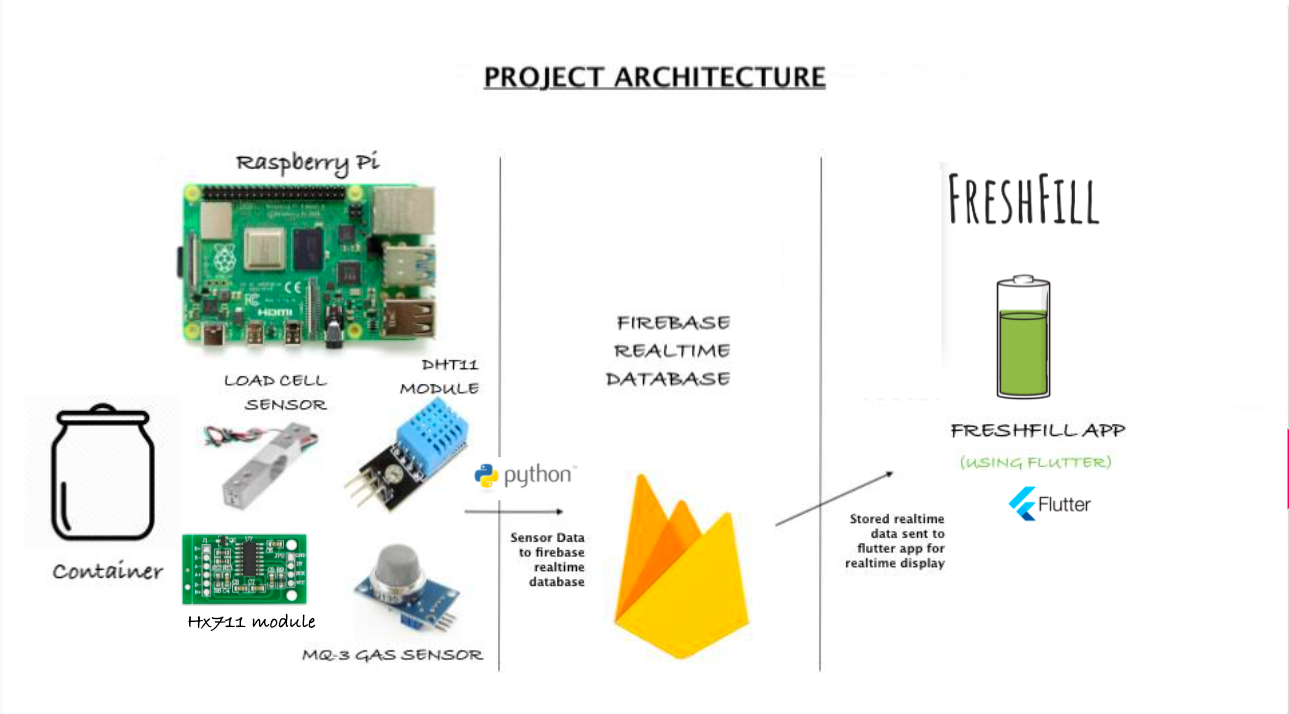 PROJECT ARCHITECTURE
Raspberry Pi
HDMI
LOAD CELL
SENSOR
DHT11
MODULE
Container
Hx711 module
MQ-3 GAS SENSOR
python
Sensor Data
to firebase
realtime
database
FIREBASE
REALTIME
DATABASE
Stored realtime
data sent to
flutter app for
realtime display
FRESHFILL
FRESHFILL APP
(USING FLUTTER)
Flutter